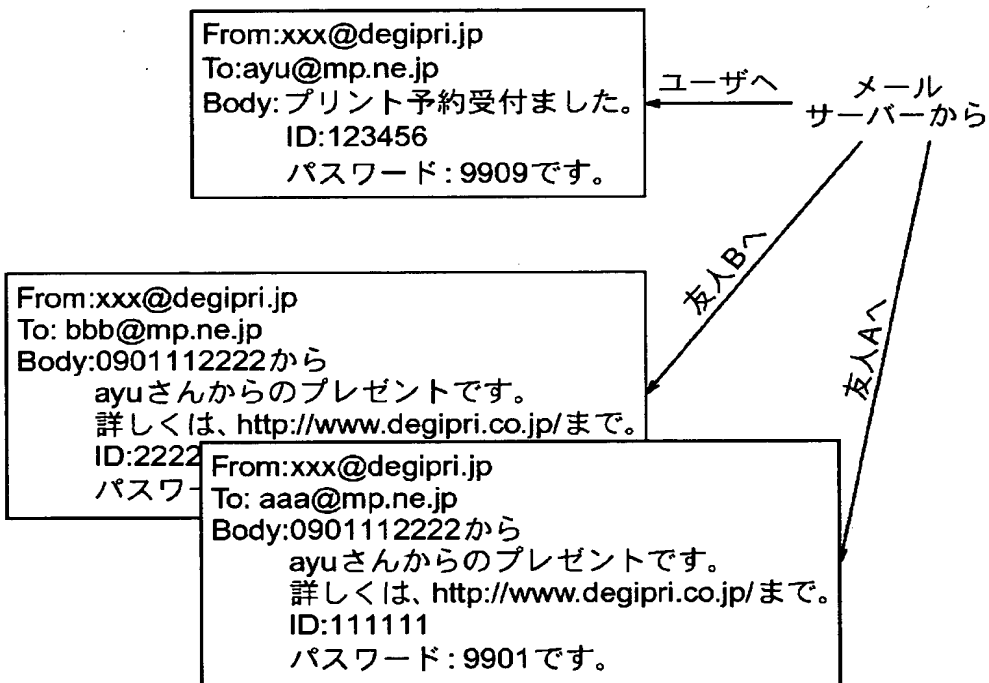 From:xxx@degipri.jp
To:ayu@mp.ne.jp
Body:プリント予約受付ました。
ID:123456
パスワード:9909です。
ユーザへ
メール
サーバーから
友人Bへ
友人Aへ
From:xxx@degipri.jp
To: bbb@mp.ne.jp
Body:0901112222から
ayuさんからのプレゼントです。
詳しくは、http://www.degipri.co.jp/まで。
ID:2222
パスワー
From:xxx@degipri.jp
To: aaa@mp.ne.jp
Body:0901112222から
ayuさんからのプレゼントです。
詳しくは、http://www.degipri.co.jp/まで。
ID:111111
パスワード:9901です。